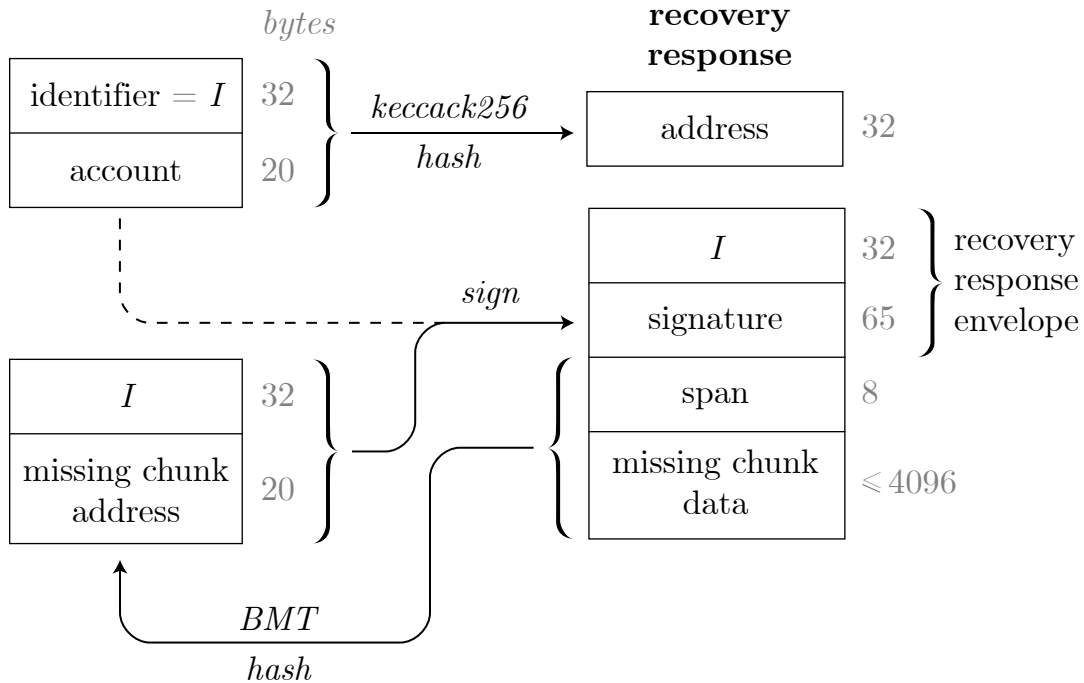 bytes
recovery
response
identifier = I
32
account
20
keccack256
hash
address
32
I
32
signature
65
span
8
missing chunk
data
⩽4096
recovery
response
envelope
sign
I
32
missing chunk
address
20
BMT
hash